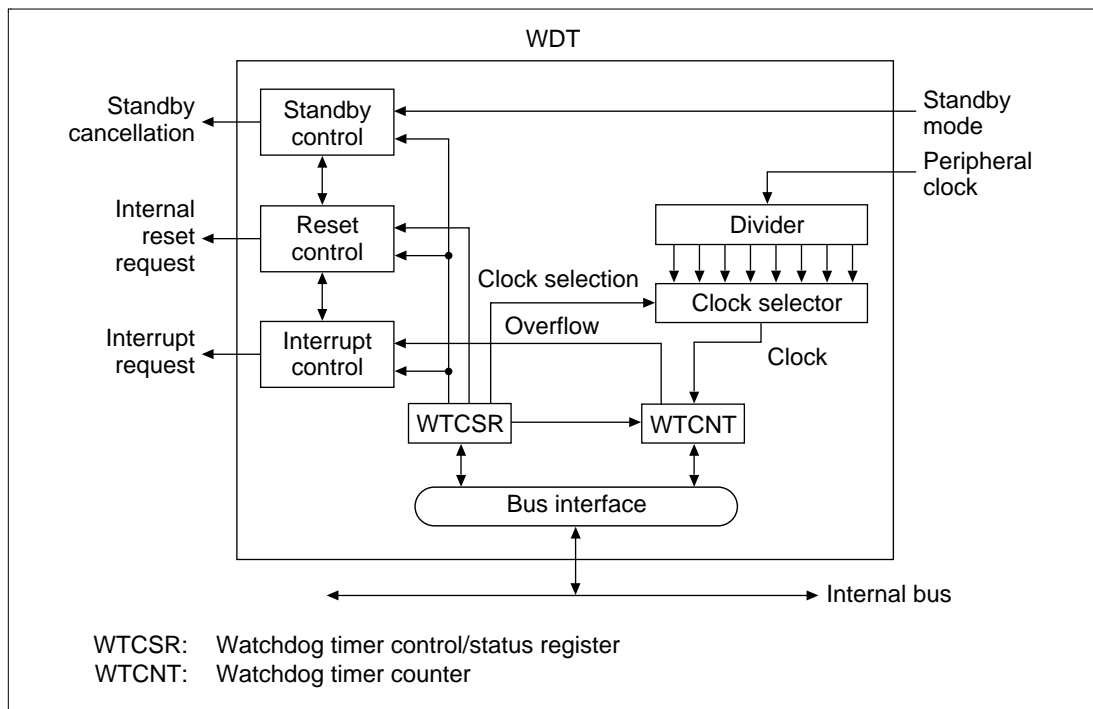 WDT
Standby
cancellation
Standby
control
Standby
mode
Peripheral
clock
Internal
reset
request
Reset
control
Divider
Clock selection
Clock selector
Interrupt
request
Interrupt
control
Overflow
Clock
WTCSR
WTCNT
Bus interface
Internal bus
WTCSR: Watchdog timer control/status register
WTCNT: Watchdog timer counter